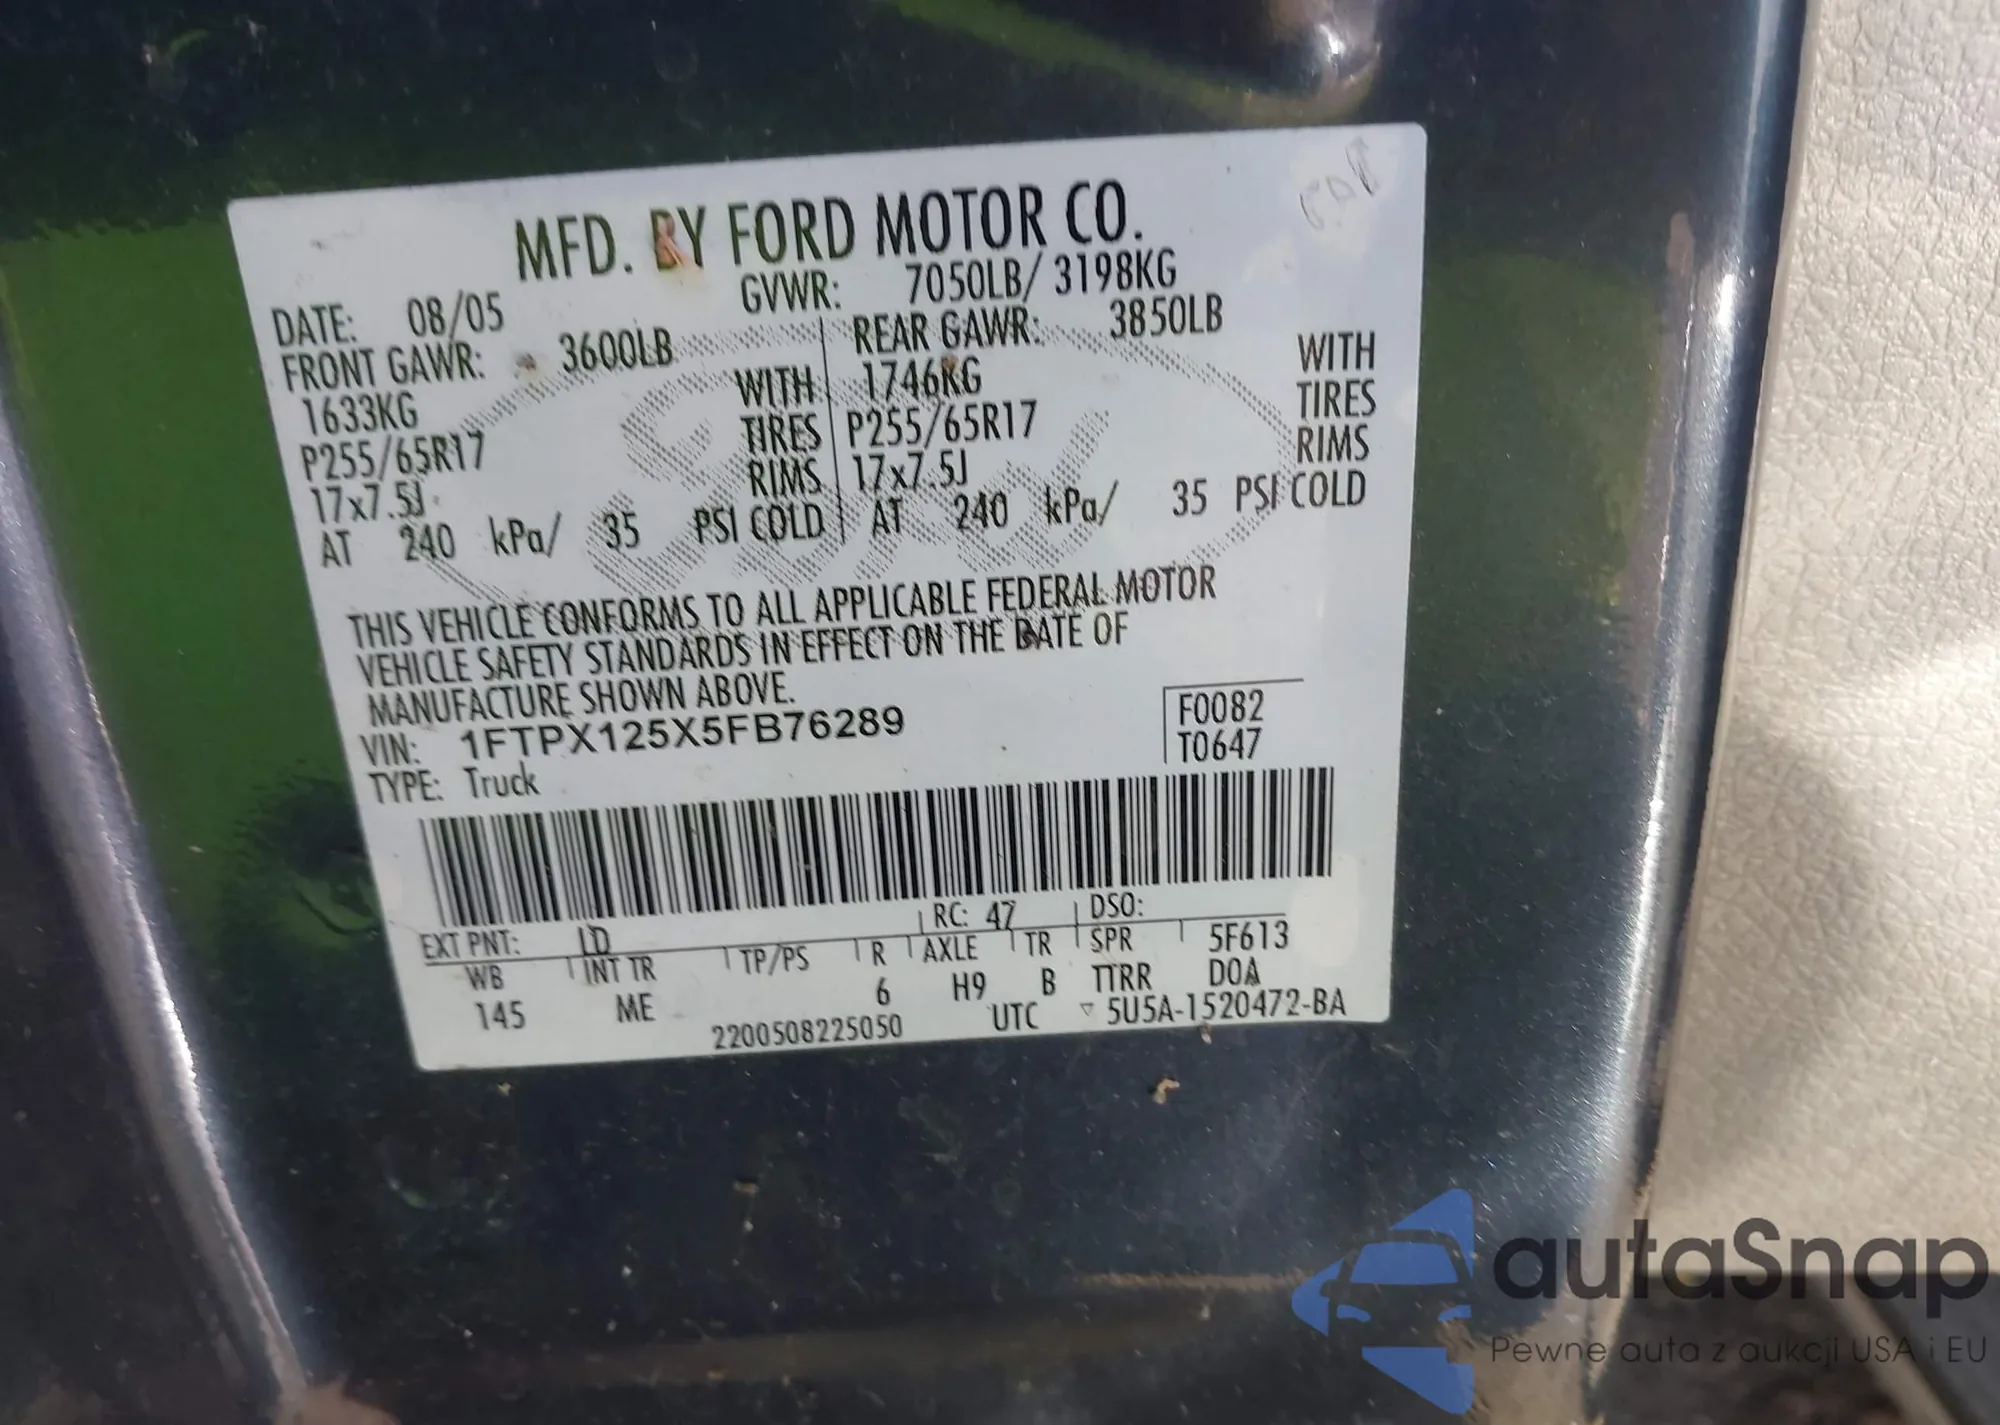 MFD. BY FORD MOTOR CO.
DATE: 08/05 GVWR: 7050LB/ 3198KG
FRONT GAWR: 3600LB REAR GAWR: 3850LB
1633KG WITH 1746KG WITH
P255/65R17 TIRES P255/65R17 TIRES
17x7.5J RIMS 17x7.5J RIMS
AT 240 kPa/ 35 PSI COLD AT 240 kPa/ 35 PSI COLD
THIS VEHICLE CONFORMS TO ALL APPLICABLE FEDERAL MOTOR
VEHICLE SAFETY STANDARDS IN EFFECT ON THE DATE OF
MANUFACTURE SHOWN ABOVE.
VIN: 1FTPX125X5FB76289
F0082
T0647
TYPE: Truck
EXT PNT: LD RC: 47 DSO:
WB INT TR TP/PS R AXLE TR SPR 5F613
145 ME 6 H9 B TTRR DOA
2200508225050 UTC ▽ 5U5A-1520472-BA
autaSnap
Pewne auta z aukcji USA i EU